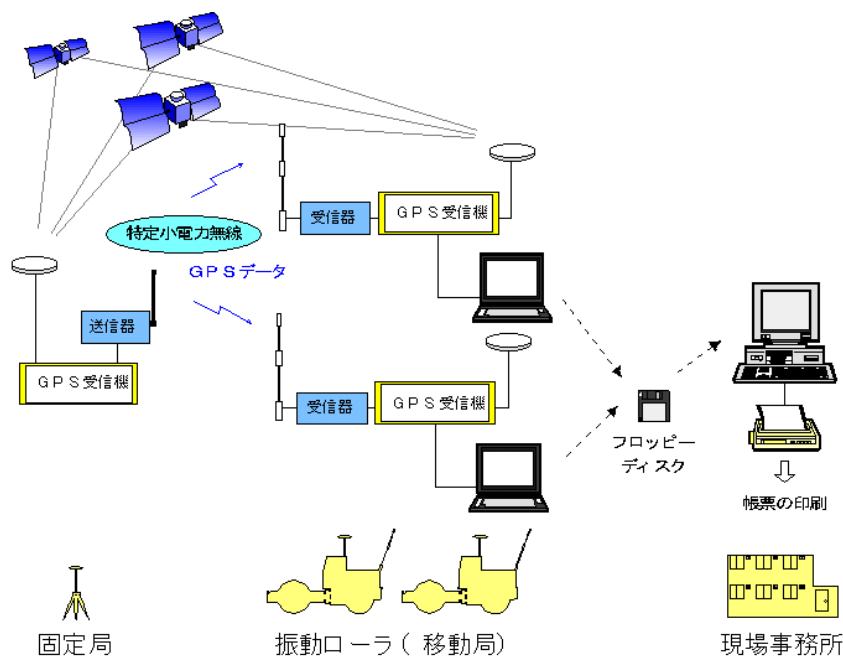 受信器
GPS受信機
特定小電力無線
GPSデータ
送信器
GPS受信機
受信器
GPS受信機
フロッピー
ディスク
帳票の印刷
固定局
振動ローラ(移動局)
現場事務所